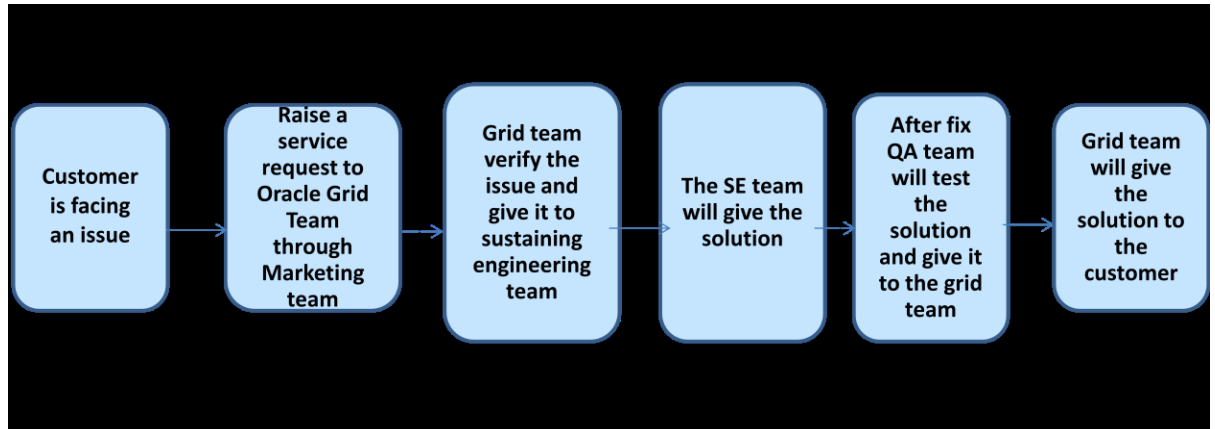 Customer
is facing
an issue
Raise a
service
request to
Oracle Grid
Team
through
Marketing
team
Grid team
verify the
issue and
give it to
sustaining
engineering
team
The SE team
will give the
solution
After fix
QA team
will test
the
solution
and give it
to the grid
team
Grid team
will give
the
solution to
the
customer